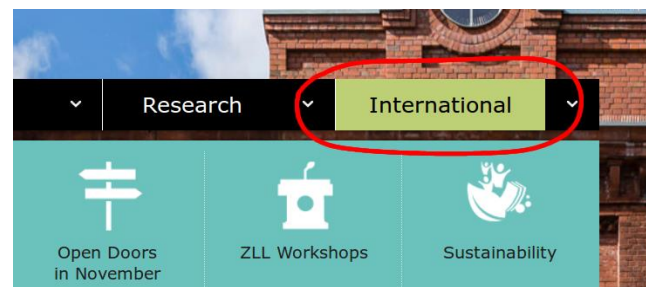 Research
International
Open Doors
in November
ZLL Workshops
Sustainability